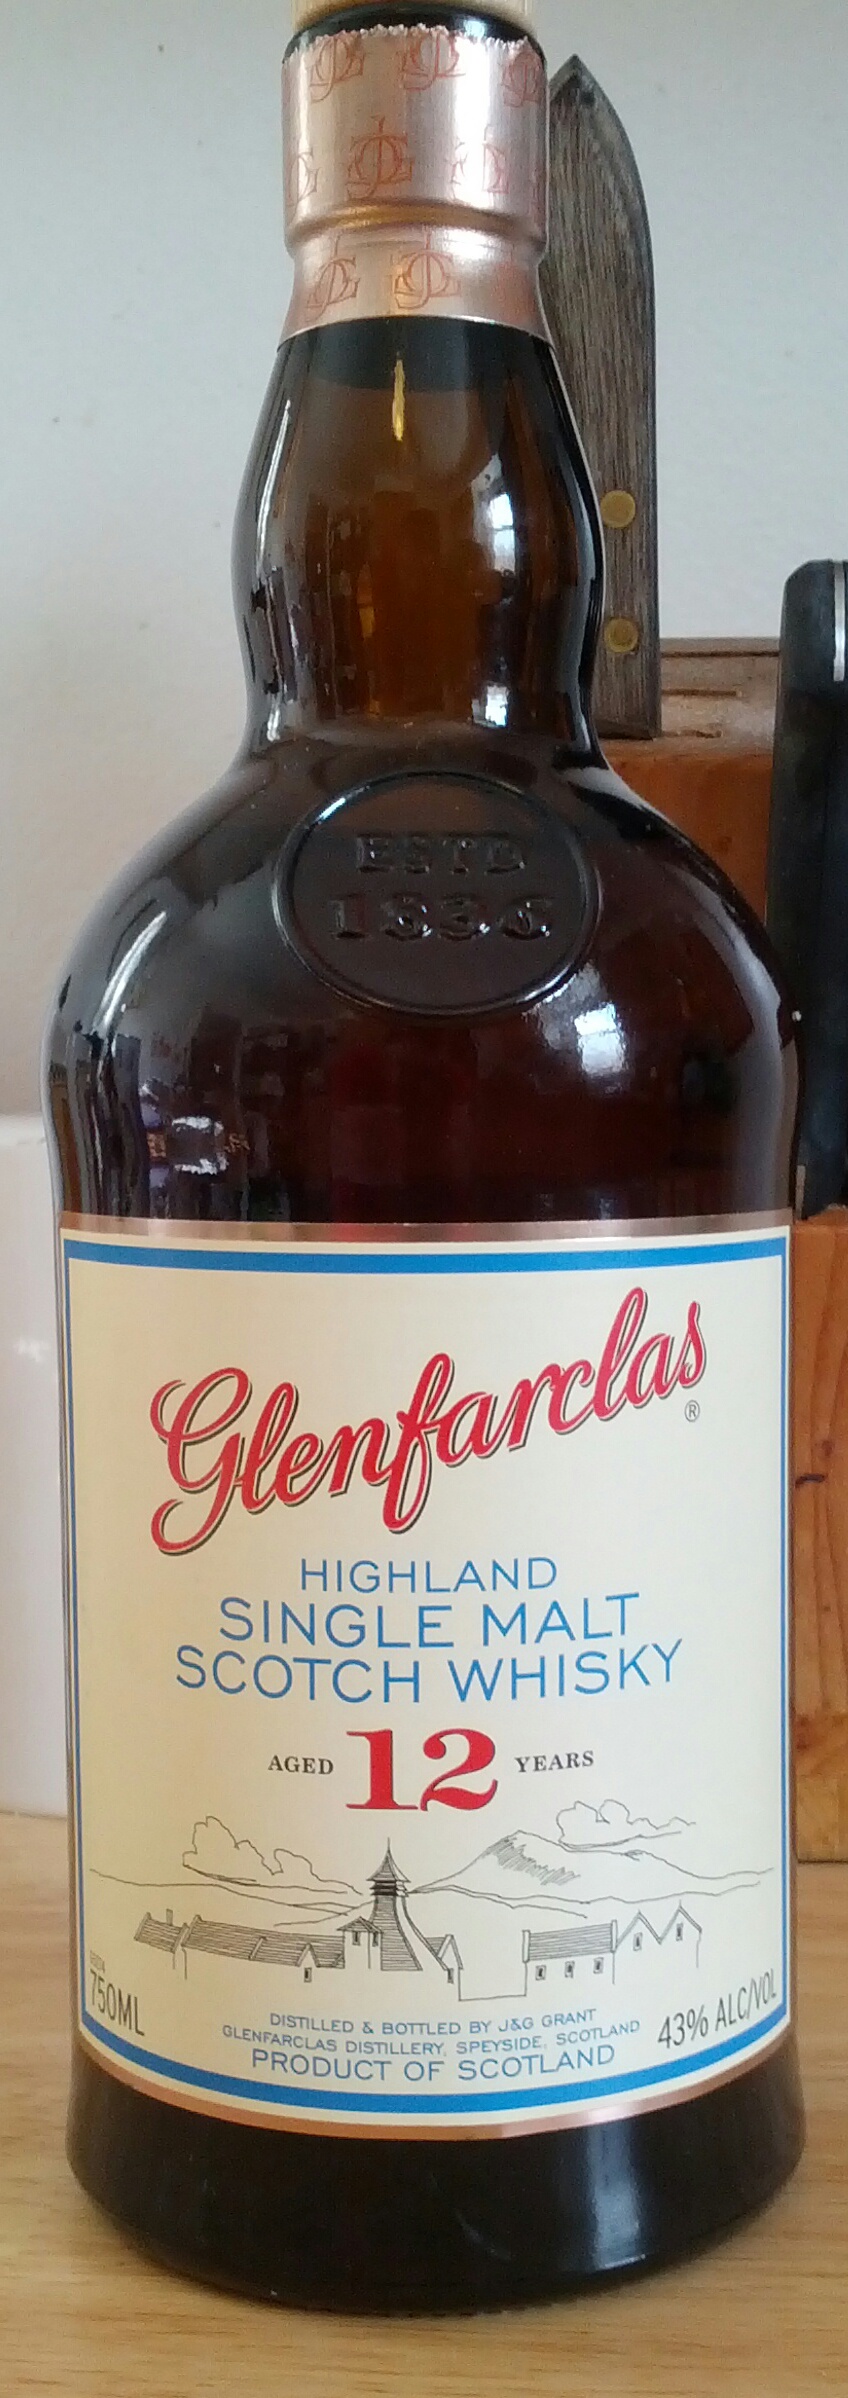 ESTD
1836
Glenfarclas®
HIGHLAND
SINGLE MALT
SCOTCH WHISKY
AGED 12 YEARS
750ML
DISTILLED & BOTTLED BY J&G GRANT
GLENFARCLAS DISTILLERY, SPEYSIDE, SCOTLAND
PRODUCT OF SCOTLAND
43% ALC/VOL